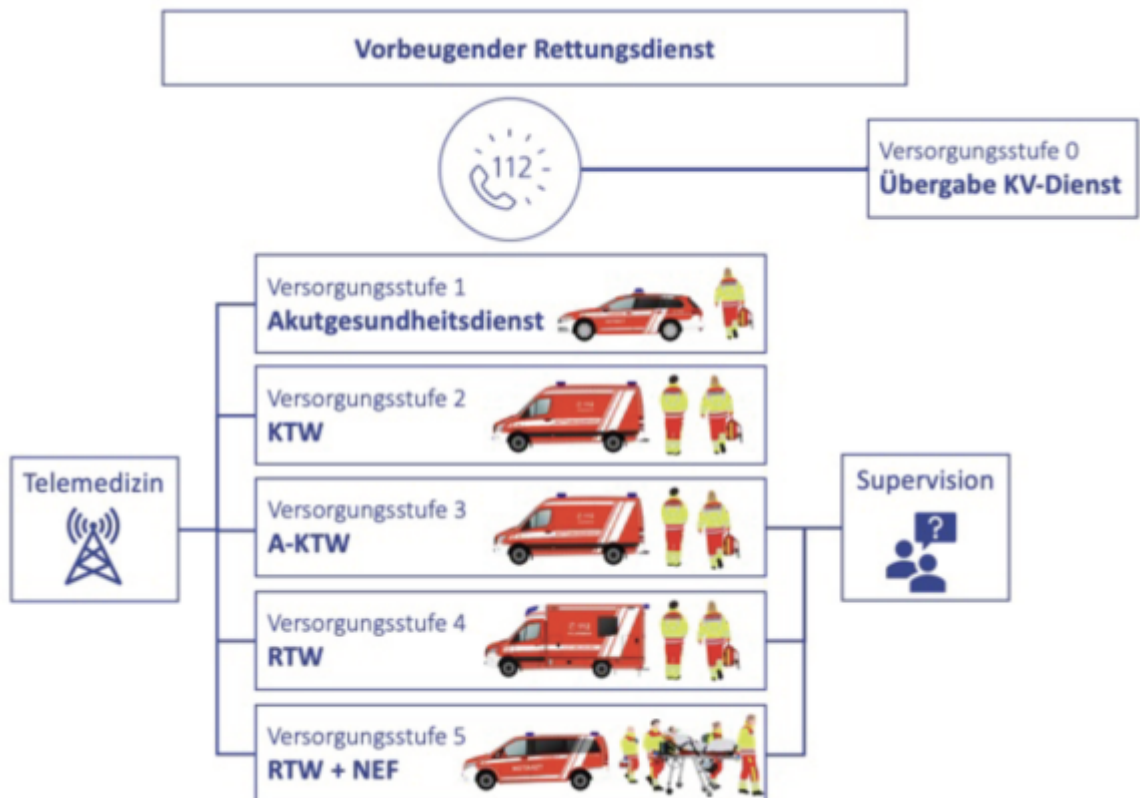 Vorbeugender Rettungsdienst
112
Versorgungsstufe 0
Übergabe KV-Dienst
Versorgungsstufe 1
Akutgesundheitsdienst
Versorgungsstufe 2
KTW
Telemedizin
Versorgungsstufe 3
A-KTW
Supervision
?
Versorgungsstufe 4
RTW
Versorgungsstufe 5
RTW + NEF